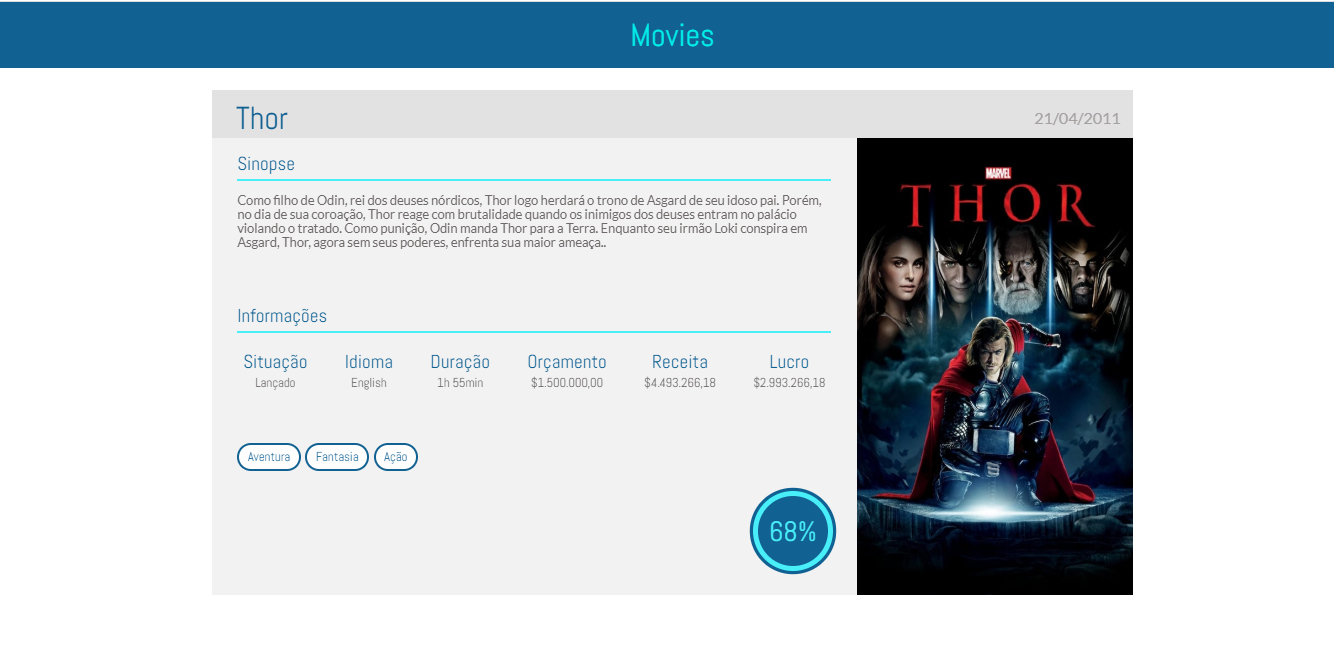 Movies
Thor
21/04/2011
Sinopse
Como filho de Odin, rei dos deuses nórdicos, Thor logo herdará o trono de Asgard de seu idoso pai. Porém,
no dia de sua coroação, Thor reage com brutalidade quando os inimigos dos deuses entram no palácio
violando o tratado. Como punição, Odin manda Thor para a Terra. Enquanto seu irmão Loki conspira em
Asgard, Thor, agora sem seus poderes, enfrenta sua maior ameaça..
Informações
Situação Idioma Duração Orçamento Receita Lucro
Lançado English 1h 55min $1.500.000,00 $4.493.266,18 $2.993.266,18
Aventura Fantasia Ação
68%
MARVEL
THOR